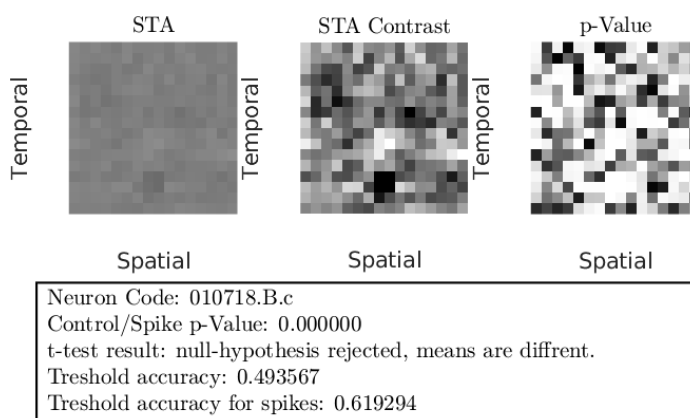 STA STA Contrast p-Value
Temporal Temporal Temporal
Spatial Spatial Spatial
Neuron Code: 010718.B.c
Control/Spike p-Value: 0.000000
t-test result: null-hypothesis rejected, means are diffrent.
Treshold accuracy: 0.493567
Treshold accuracy for spikes: 0.619294